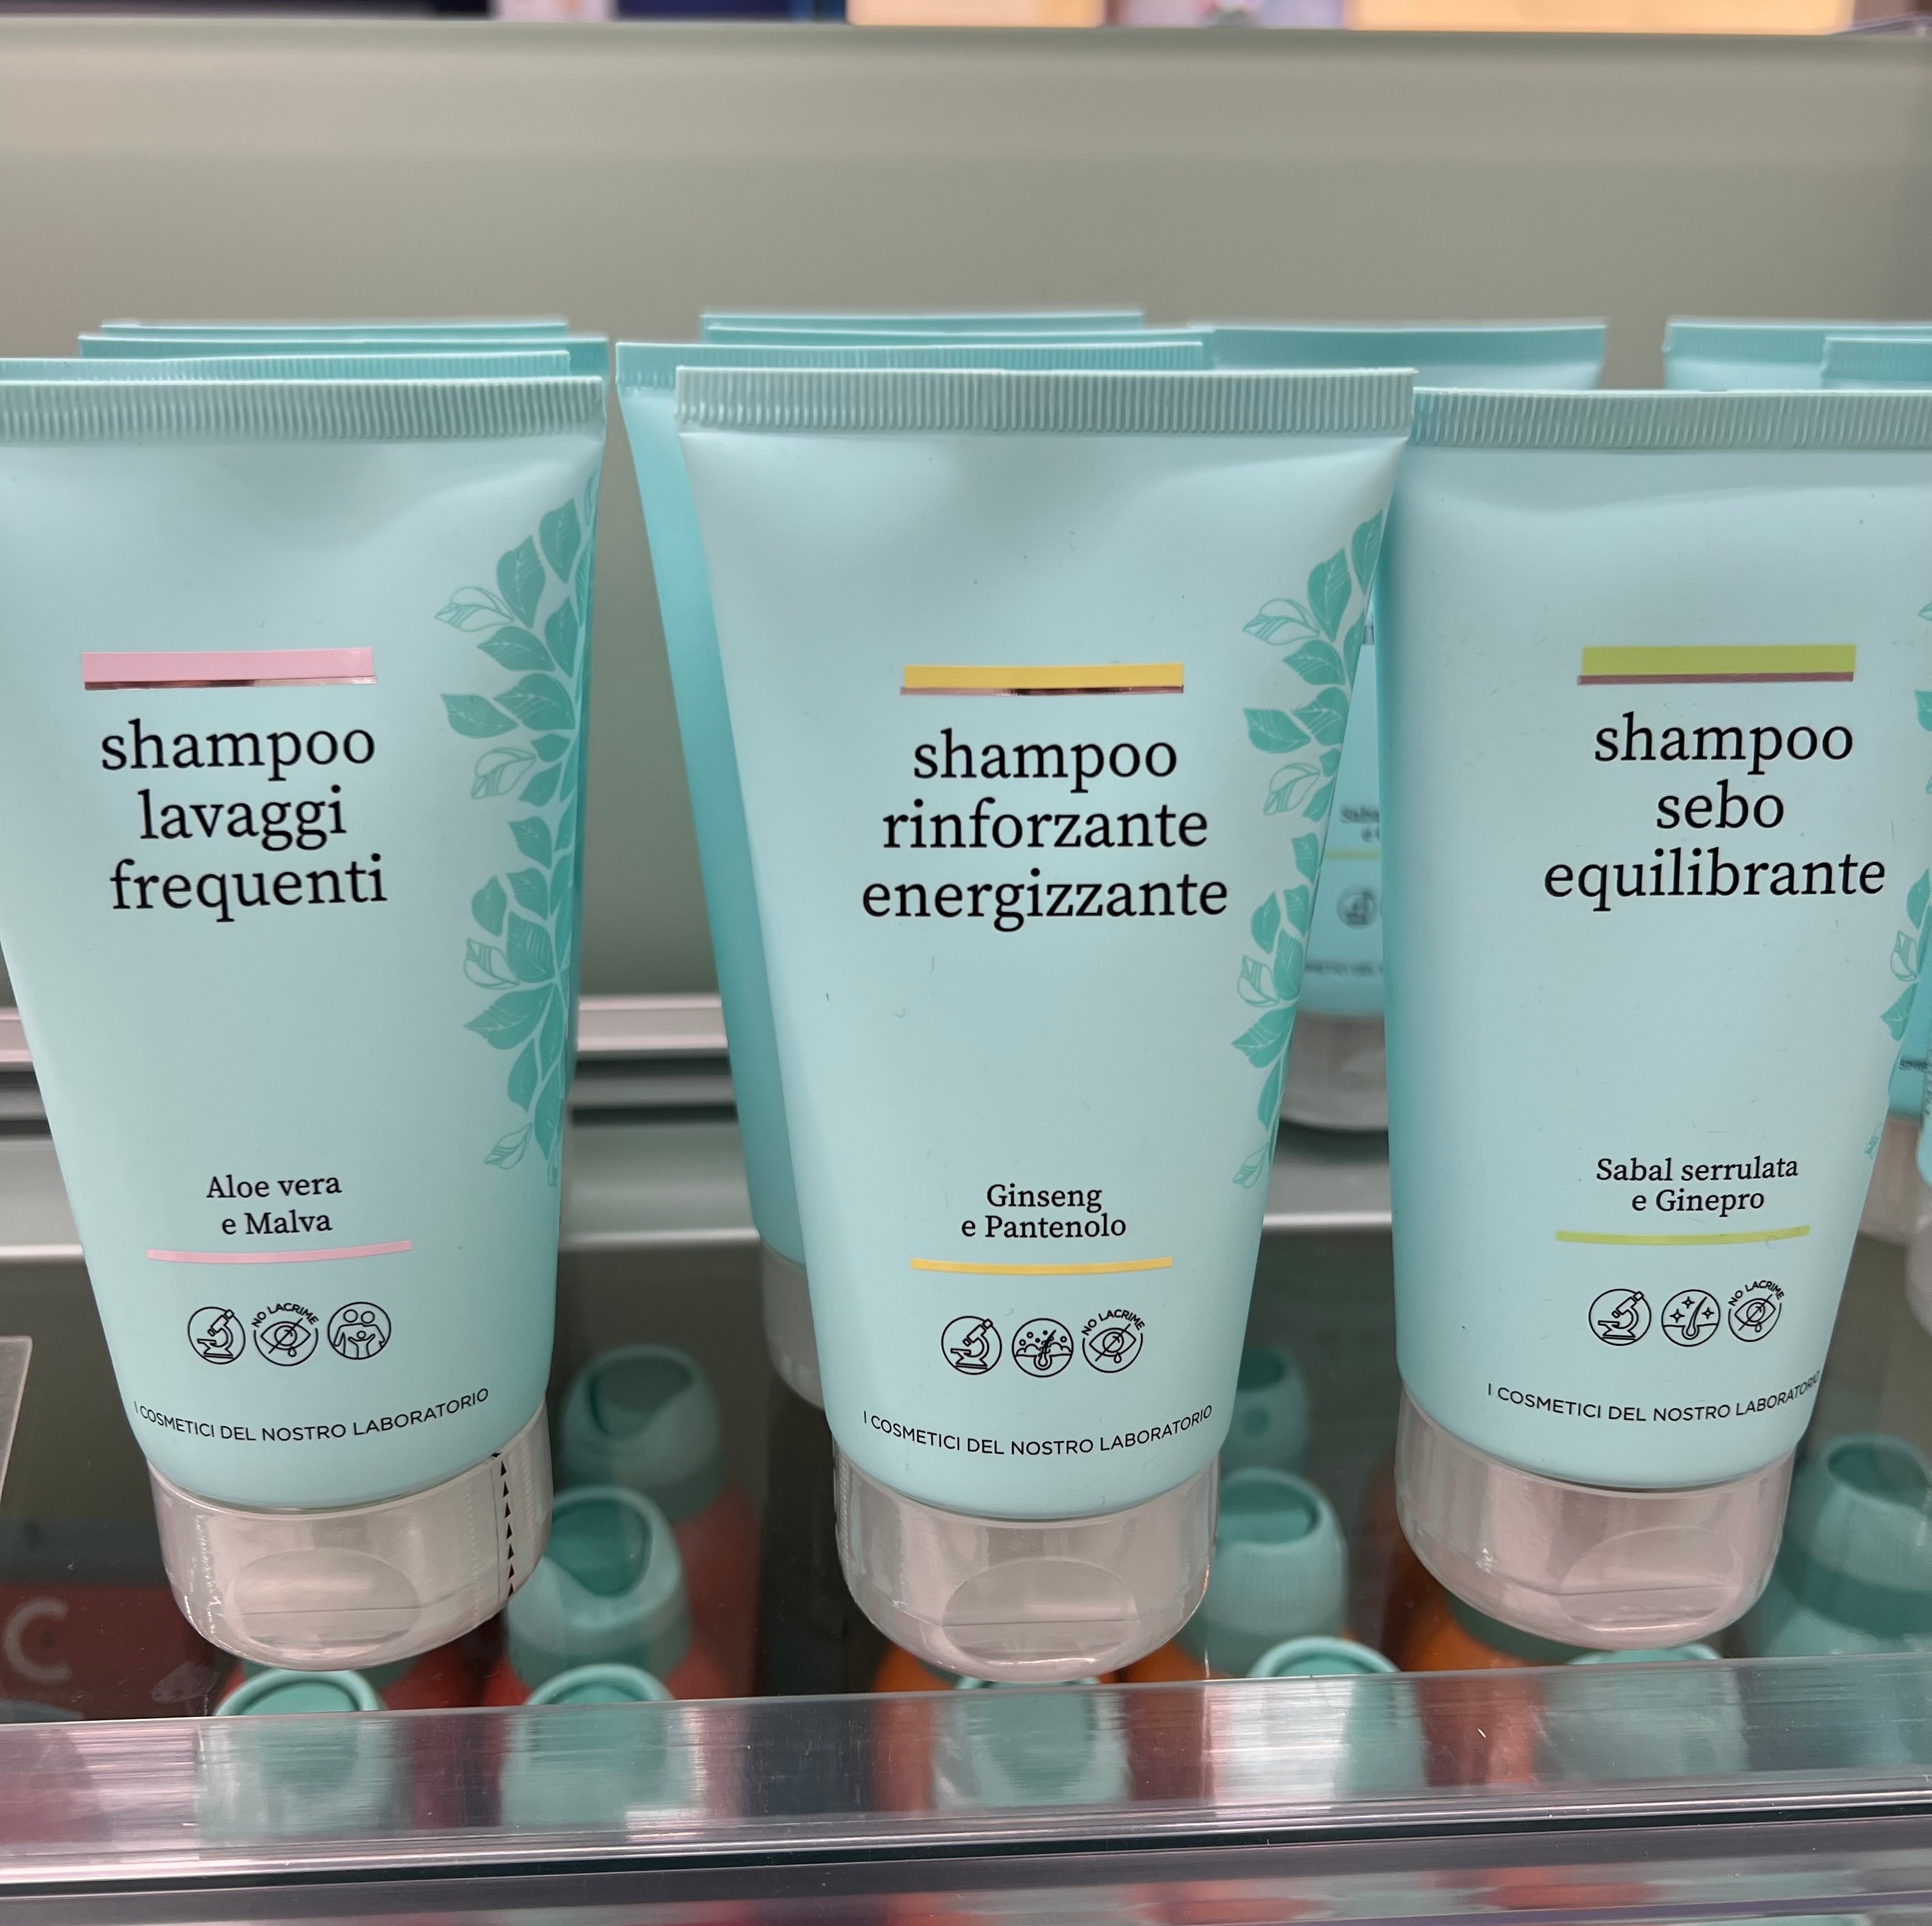 shampoo
lavaggi
frequenti
Aloe vera
e Malva
NO LACRIME
I COSMETICI DEL NOSTRO LABORATORIO
shampoo
rinforzante
energizzante
Ginseng
e Pantenolo
NO LACRIME
I COSMETICI DEL NOSTRO LABORATORIO
shampoo
sebo
equilibrante
Sabal serrulata
e Ginepro
NO LACRIME
I COSMETICI DEL NOSTRO LABORATORIO
C